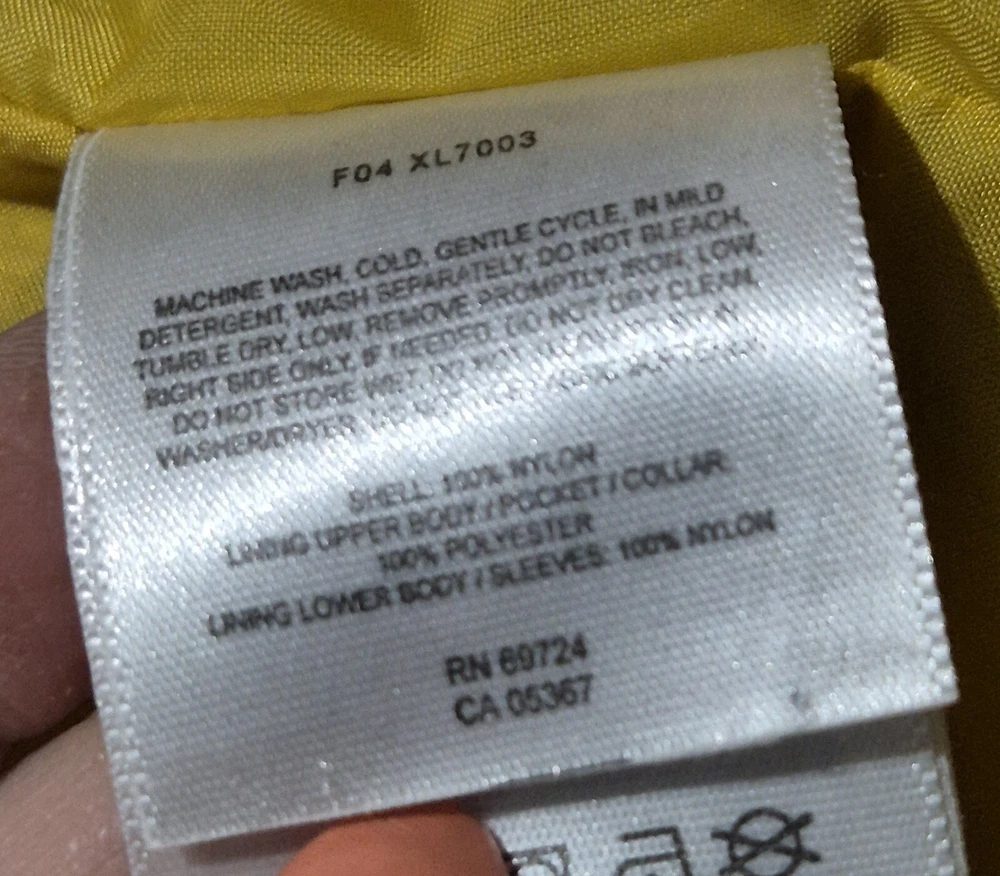 F04 XL7003
MACHINE WASH, COLD, GENTLE CYCLE, IN MILD
DETERGENT, WASH SEPARATELY, DO NOT BLEACH,
TUMBLE DRY, LOW, REMOVE PROMPTLY, IRON, LOW,
RIGHT SIDE ONLY, IF NEEDED. DO NOT DRY CLEAN.
DO NOT STORE WET. DO NOT
WASHER/DRYER
SHELL: 100% NYLON
LINING UPPER BODY / POCKET / COLLAR:
100% POLYESTER
LINING LOWER BODY / SLEEVES: 100% NYLON
RN 69724
CA 05367